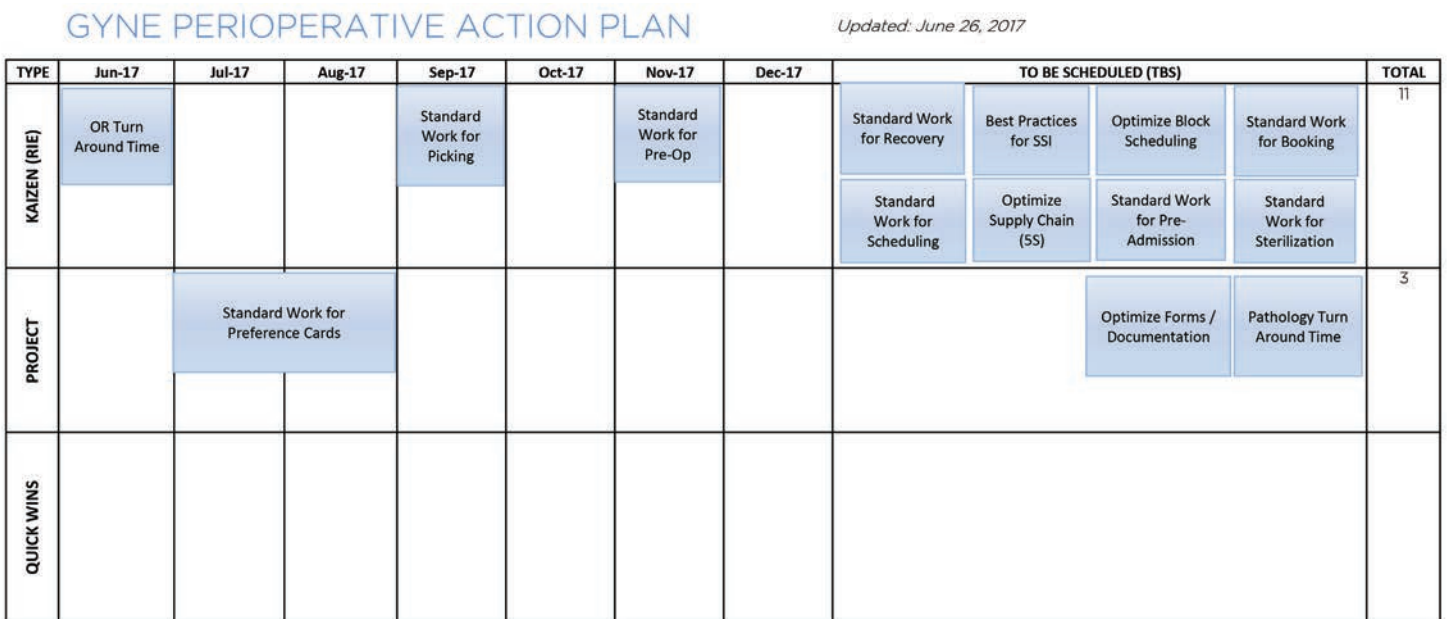 GYNE PERIOPERATIVE ACTION PLAN
Updated: June 26, 2017
TYPE Jun-17 Jul-17 Aug-17 Sep-17 Oct-17 Nov-17 Dec-17 TO BE SCHEDULED (TBS) TOTAL
KAIZEN (RIE)
OR Turn
Around Time
Standard
Work for
Picking
Standard
Work for
Pre-Op
Standard Work
for Recovery
Best Practices
for SSI
Optimize Block
Scheduling
Standard Work
for Booking
11
Standard
Work for
Scheduling
Optimize
Supply Chain
(5S)
Standard Work
for Pre-
Admission
Standard
Work for
Sterilization
PROJECT
Standard Work for
Preference Cards
Optimize Forms /
Documentation
Pathology Turn
Around Time
3
QUICK WINS